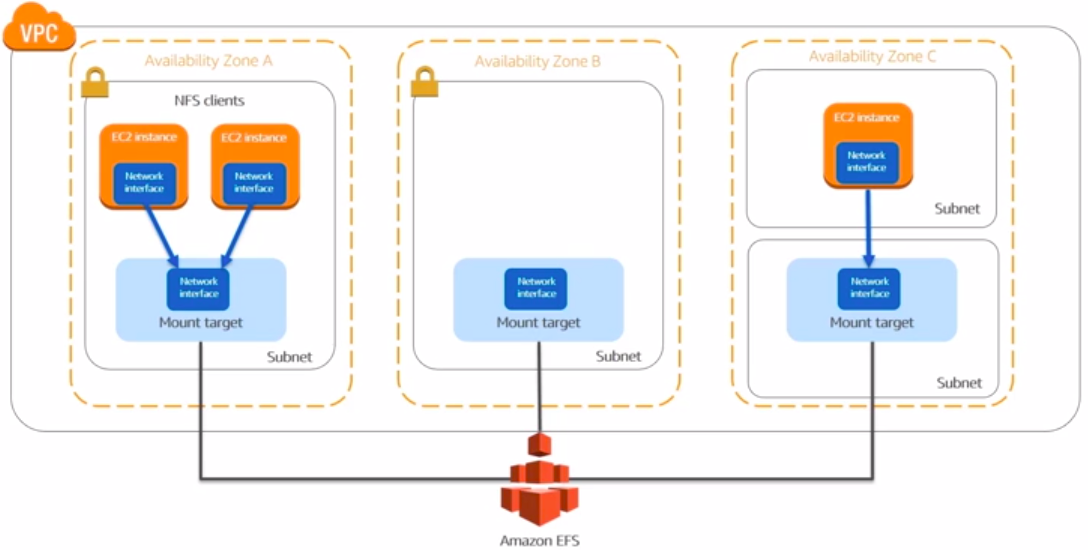 VPC
Availability Zone A
NFS clients
EC2 instance
Network
interface
EC2 instance
Network
interface
Network
interface
Mount target
Subnet
Availability Zone B
Network
interface
Mount target
Subnet
Availability Zone C
EC2 instance
Network
interface
Subnet
Network
interface
Mount target
Subnet
Amazon EFS